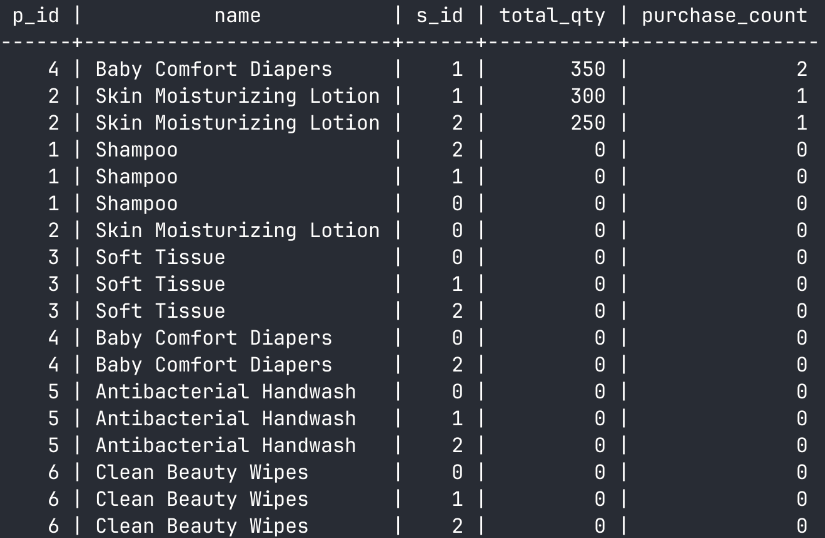 p_id | name | s_id | total_qty | purchase_count
------+----------------------------+------+-----------+----------------
4 | Baby Comfort Diapers | 1 | 350 | 2
2 | Skin Moisturizing Lotion | 1 | 300 | 1
2 | Skin Moisturizing Lotion | 2 | 250 | 1
1 | Shampoo | 2 | 0 | 0
1 | Shampoo | 1 | 0 | 0
1 | Shampoo | 0 | 0 | 0
2 | Skin Moisturizing Lotion | 0 | 0 | 0
3 | Soft Tissue | 0 | 0 | 0
3 | Soft Tissue | 1 | 0 | 0
3 | Soft Tissue | 2 | 0 | 0
4 | Baby Comfort Diapers | 0 | 0 | 0
4 | Baby Comfort Diapers | 2 | 0 | 0
5 | Antibacterial Handwash | 0 | 0 | 0
5 | Antibacterial Handwash | 1 | 0 | 0
5 | Antibacterial Handwash | 2 | 0 | 0
6 | Clean Beauty Wipes | 0 | 0 | 0
6 | Clean Beauty Wipes | 1 | 0 | 0
6 | Clean Beauty Wipes | 2 | 0 | 0